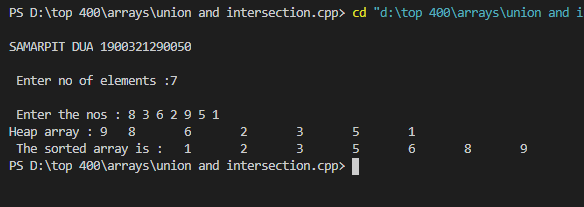 PS D:\top 400\arrays\union and intersection.cpp> cd "d:\top 400\arrays\union and i
SAMARPIT DUA 1900321290050
Enter no of elements :7
Enter the nos : 8 3 6 2 9 5 1
Heap array : 9 8 6 2 3 5 1
The sorted array is : 1 2 3 5 6 8 9
PS D:\top 400\arrays\union and intersection.cpp>